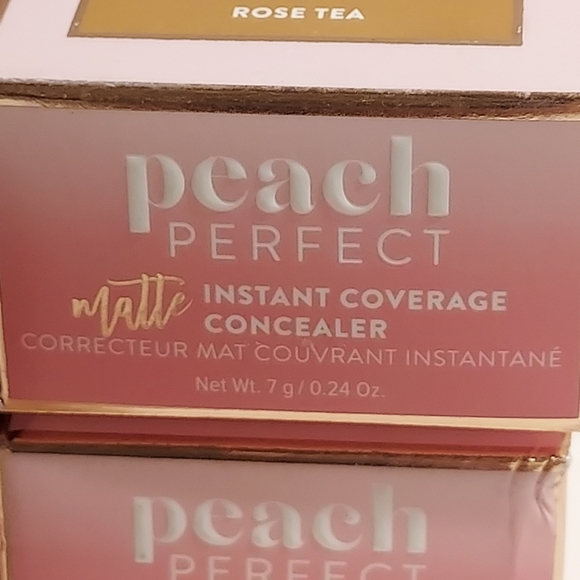 ROSE TEA
peach
PERFECT
matte INSTANT COVERAGE
CONCEALER
CORRECTEUR MAT COUVRANT INSTANTANÉ
Net Wt. 7 g / 0.24 Oz.
peach
PERFECT